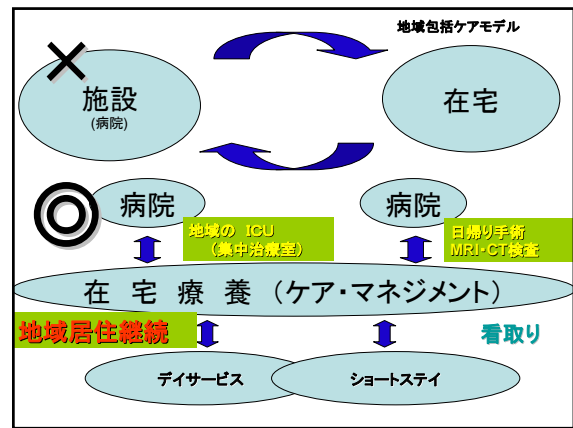 地域包括ケアモデル
×
施設
(病院)
在宅
◎
病院
病院
地域の ICU
(集中治療室)
日帰り手術
MRI・CT検査
在 宅 療 養 (ケア・マネジメント)
地域居住継続
看取り
デイサービス
ショートステイ